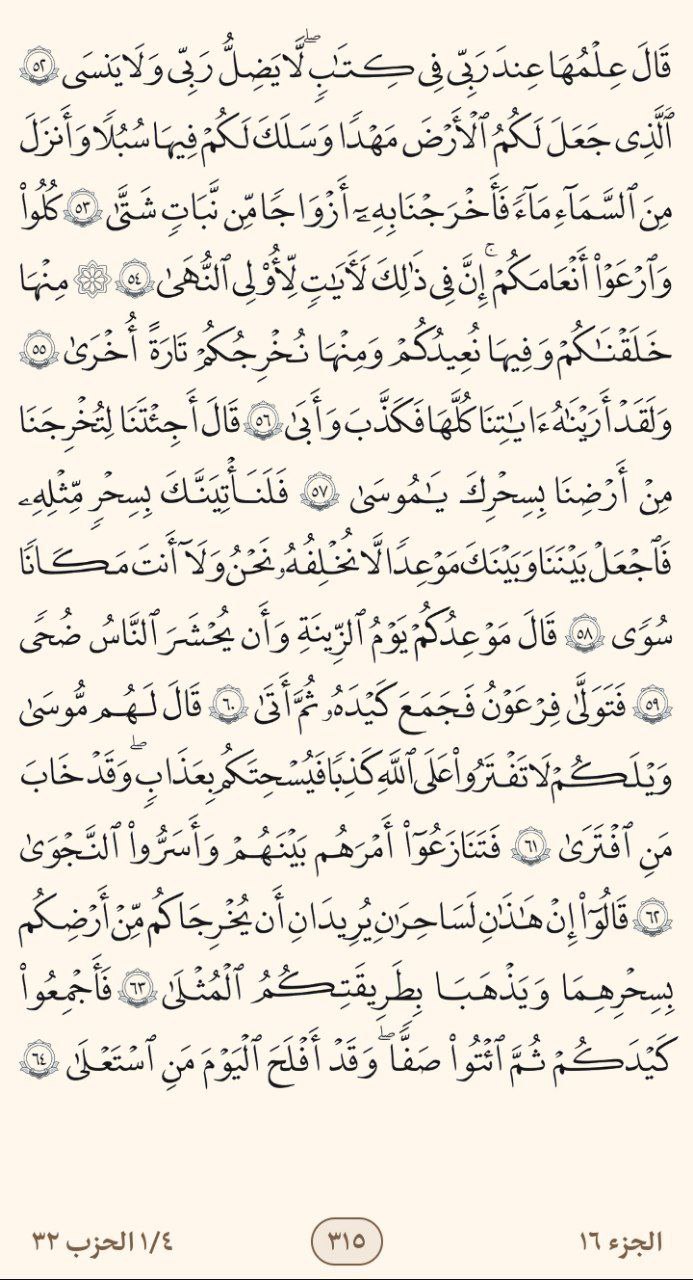 قَالَ عِلْمُهَا عِندَ رَبِّى فِى كِتَٰبٍۖ لَّا يَضِلُّ رَبِّى وَلَا يَنسَى ٥٢
ٱلَّذِى جَعَلَ لَكُمُ ٱلْأَرْضَ مَهْدًا وَسَلَكَ لَكُمْ فِيهَا سُبُلًا وَأَنزَلَ
مِنَ ٱلسَّمَآءِ مَآءً فَأَخْرَجْنَا بِهِۦٓ أَزْوَٰجًا مِّن نَّبَاتٍ شَتَّىٰ ٥٣ كُلُوا۟
وَٱرْعَوْا۟ أَنْعَامَكُمْۚ إِنَّ فِى ذَٰلِكَ لَأَيَٰتٍ لِّأُو۟لِى ٱلنُّهَىٰ ٥٤ ۞ مِنْهَا
خَلَقْنَٰكُمْ وَفِيهَا نُعِيدُكُمْ وَمِنْهَا نُخْرِجُكُمْ تَارَةً أُخْرَىٰ ٥٥
وَلَقَدْ أَرَيْنَٰهُ ءَايَٰتِنَا كُلَّهَا فَكَذَّبَ وَأَبَىٰ ٥٦ قَالَ أَجِئْتَنَا لِتُخْرِجَنَا
مِنْ أَرْضِنَا بِسِحْرِكَ يَٰمُوسَىٰ ٥٧ فَلَنَأْتِيَنَّكَ بِسِحْرٍ مِّثْلِهِۦ
فَٱجْعَلْ بَيْنَنَا وَبَيْنَكَ مَوْعِدًا لَّا نُخْلِفُهُۥ نَحْنُ وَلَآ أَنتَ مَكَانًا
سُوًى ٥٨ قَالَ مَوْعِدُكُمْ يَوْمُ ٱلزِّينَةِ وَأَن يُحْشَرَ ٱلنَّاسُ ضُحًى
٥٩ فَتَوَلَّىٰ فِرْعَوْنُ فَجَمَعَ كَيْدَهُۥ ثُمَّ أَتَىٰ ٦٠ قَالَ لَهُم مُّوسَىٰ
وَيْلَكُمْ لَا تَفْتَرُوا۟ عَلَى ٱللَّهِ كَذِبًا فَيُسْحِتَكُم بِعَذَابٍۖ وَقَدْ خَابَ
مَنِ ٱفْتَرَىٰ ٦١ فَتَنَٰزَعُوٓا۟ أَمْرَهُم بَيْنَهُمْ وَأَسَرُّوا۟ ٱلنَّجْوَىٰ
٦٢ قَالُوٓا۟ إِنْ هَٰذَٰنِ لَسَٰحِرَٰنِ يُرِيدَانِ أَن يُخْرِجَاكُم مِّنْ أَرْضِكُم
بِسِحْرِهِمَا وَيَذْهَبَا بِطَرِيقَتِكُمُ ٱلْمُثْلَىٰ ٦٣ فَأَجْمِعُوا۟
كَيْدَكُمْ ثُمَّ ٱئْتُوا۟ صَفًّاۖ وَقَدْ أَفْلَحَ ٱلْيَوْمَ مَنِ ٱسْتَعْلَىٰ ٦٤
الجزء ١٦ ٣١٥ ١/٤ الحزب ٣٢